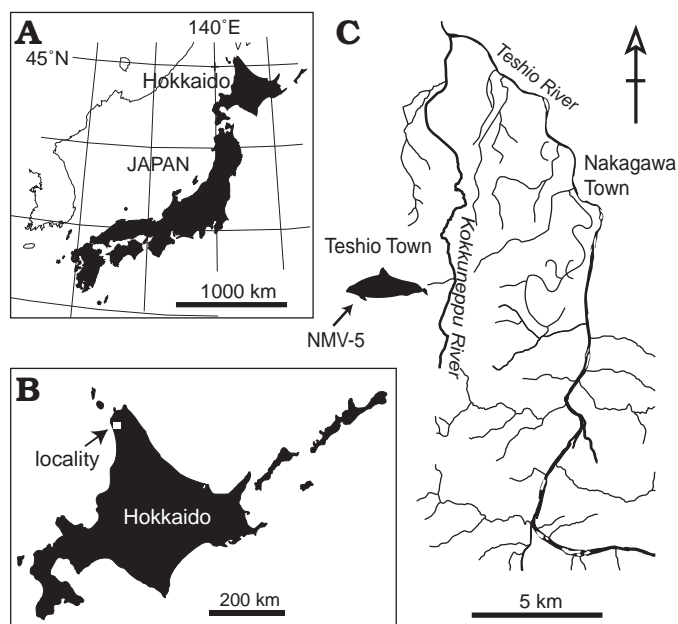 A
140˚E
45˚N
Hokkaido
JAPAN
1000 km
B
locality
Hokkaido
200 km
C
Teshio River
Nakagawa
Town
Teshio Town
Kokkuneppu River
NMV-5
5 km